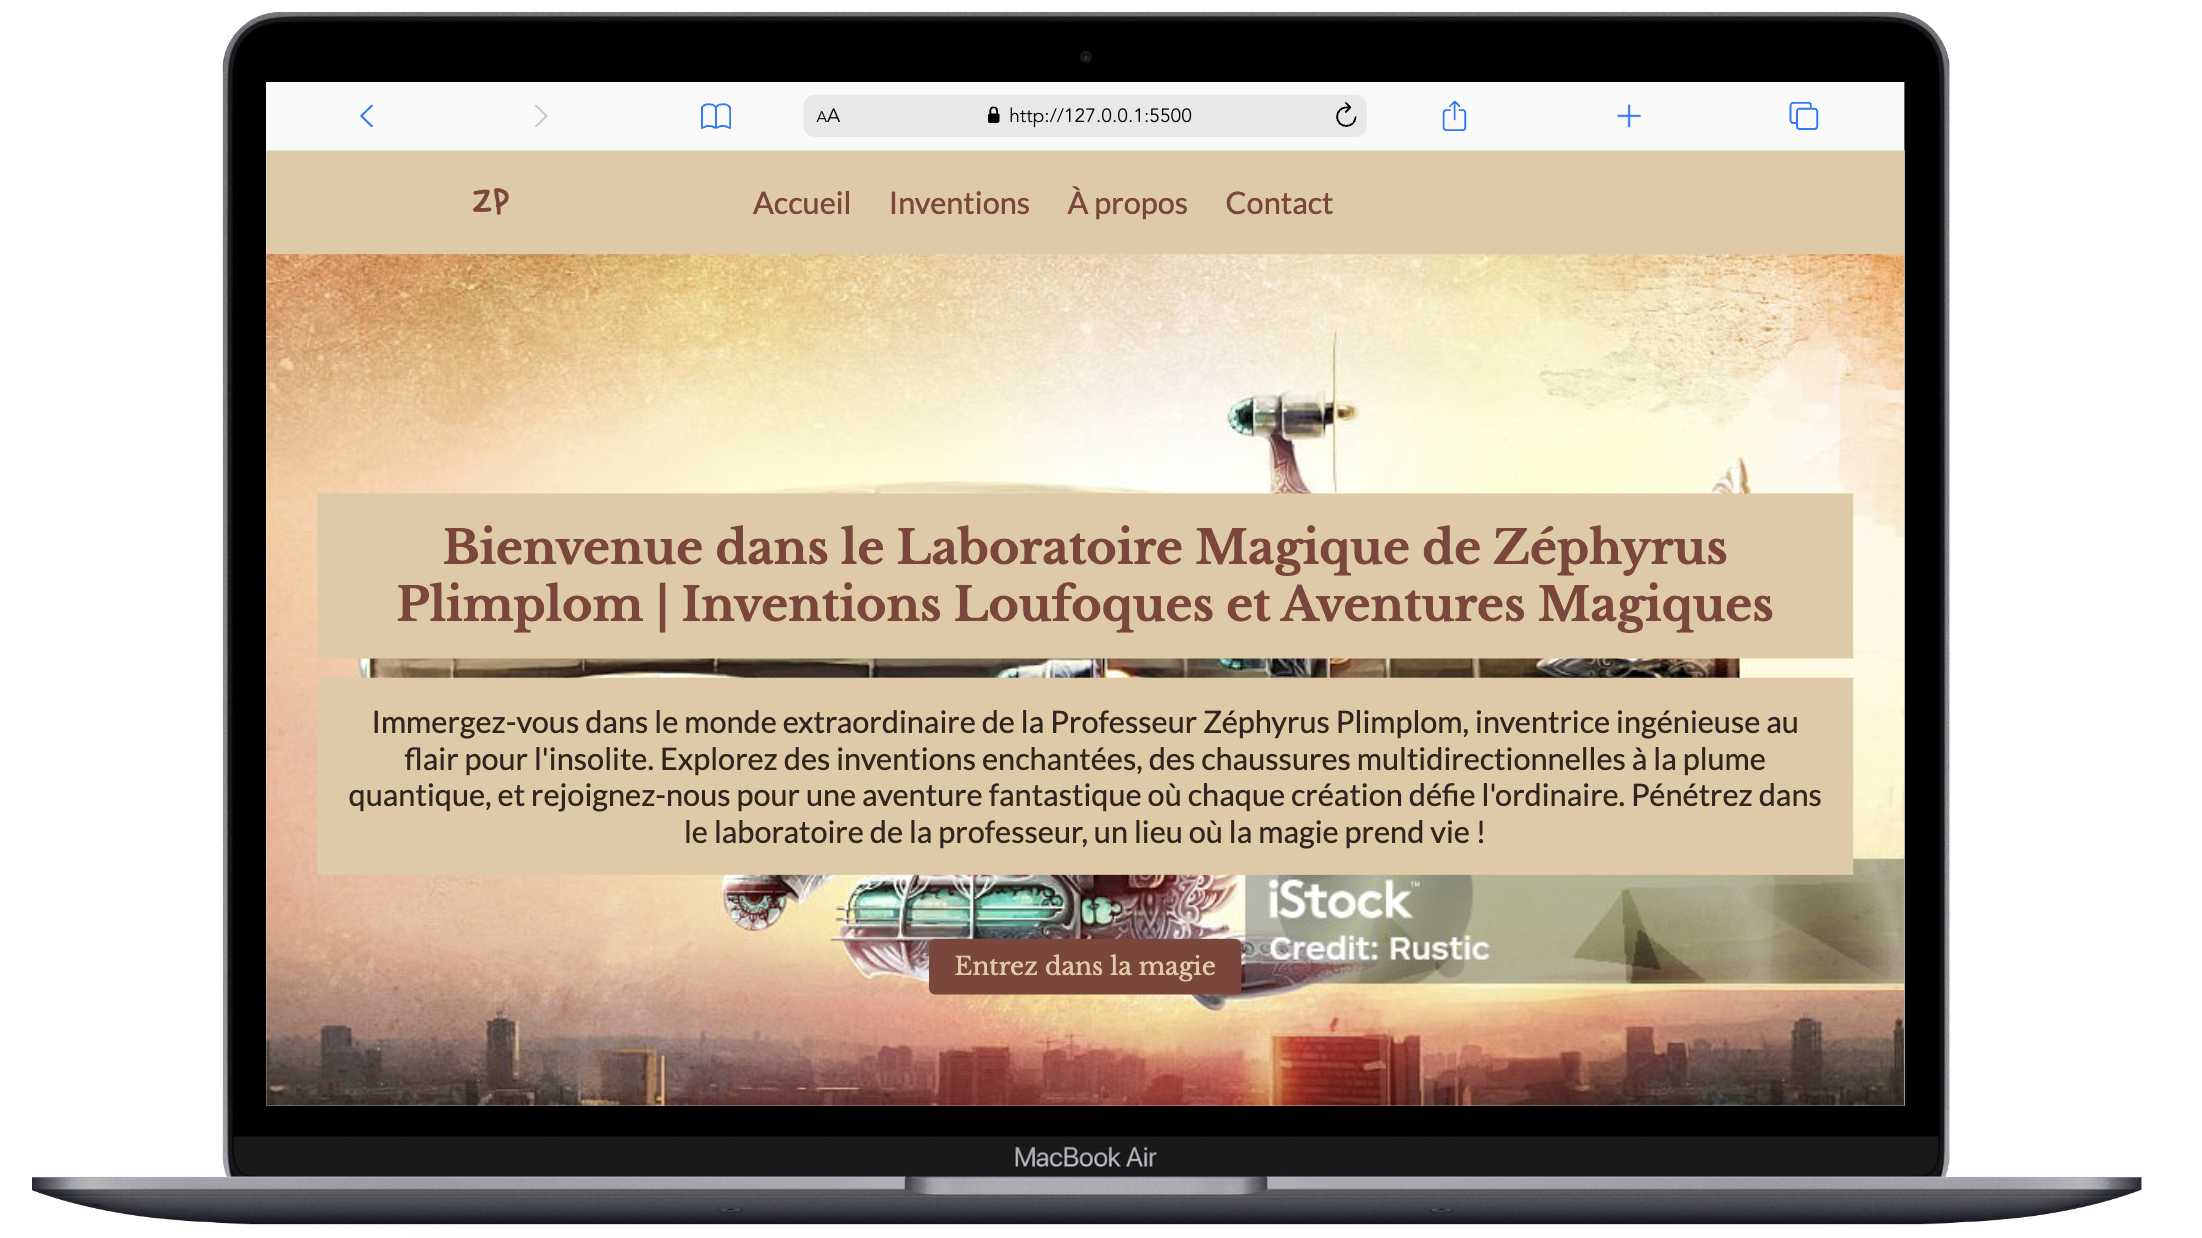 AA http://127.0.0.1:5500
ZP Accueil Inventions À propos Contact
Bienvenue dans le Laboratoire Magique de Zéphyrus
Plimplom | Inventions Loufoques et Aventures Magiques
Immergez-vous dans le monde extraordinaire de la Professeur Zéphyrus Plimplom, inventrice ingénieuse au
flair pour l'insolite. Explorez des inventions enchantées, des chaussures multidirectionnelles à la plume
quantique, et rejoignez-nous pour une aventure fantastique où chaque création défie l'ordinaire. Pénétrez dans
le laboratoire de la professeur, un lieu où la magie prend vie !
iStock™
Credit: Rustic
Entrez dans la magie
MacBook Air